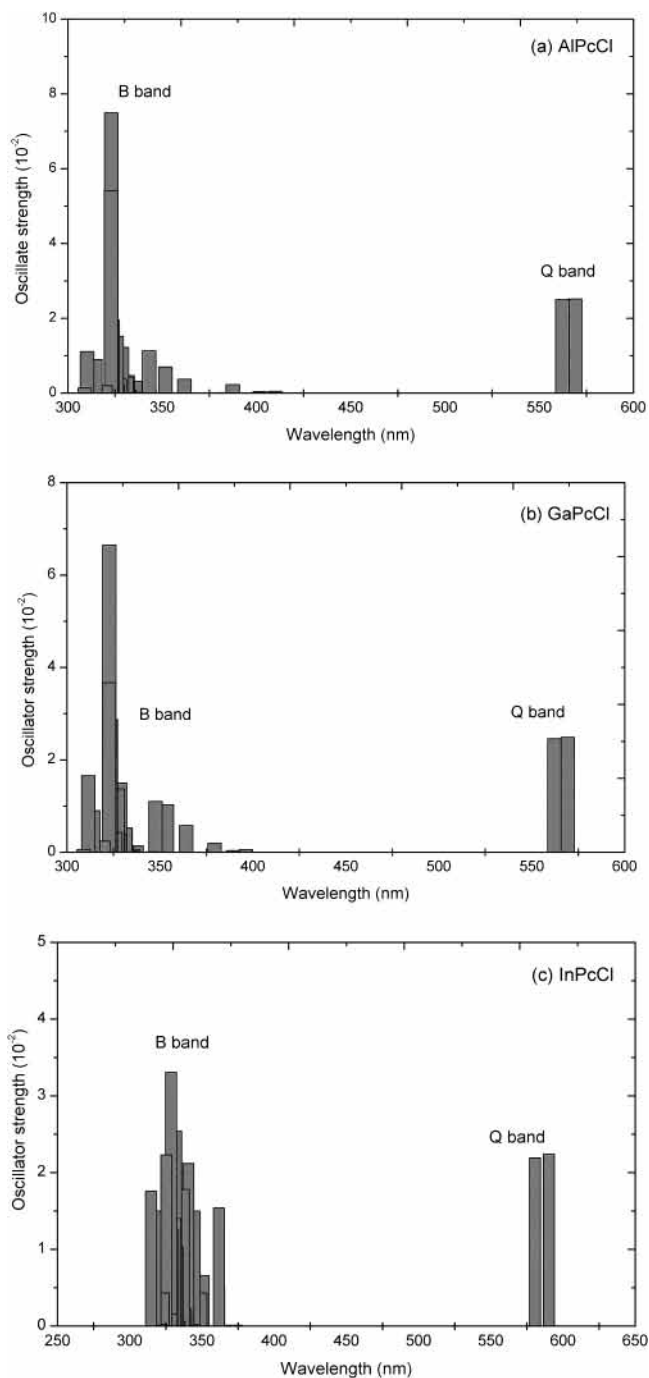 10
(a) AlPcCl
B band
8
Oscillate strength (10-2)
6
4
Q band
2
0
300 350 400 450 500 550 600
Wavelength (nm)
8
(b) GaPcCl
6
Oscillator strength (10-2)
4
B band
Q band
2
0
300 350 400 450 500 550 600
Wavelength (nm)
5
(c) InPcCl
4
B band
Oscillator strength (10-2)
3
Q band
2
1
0
250 300 350 400 450 500 550 600 650
Wavelength (nm)